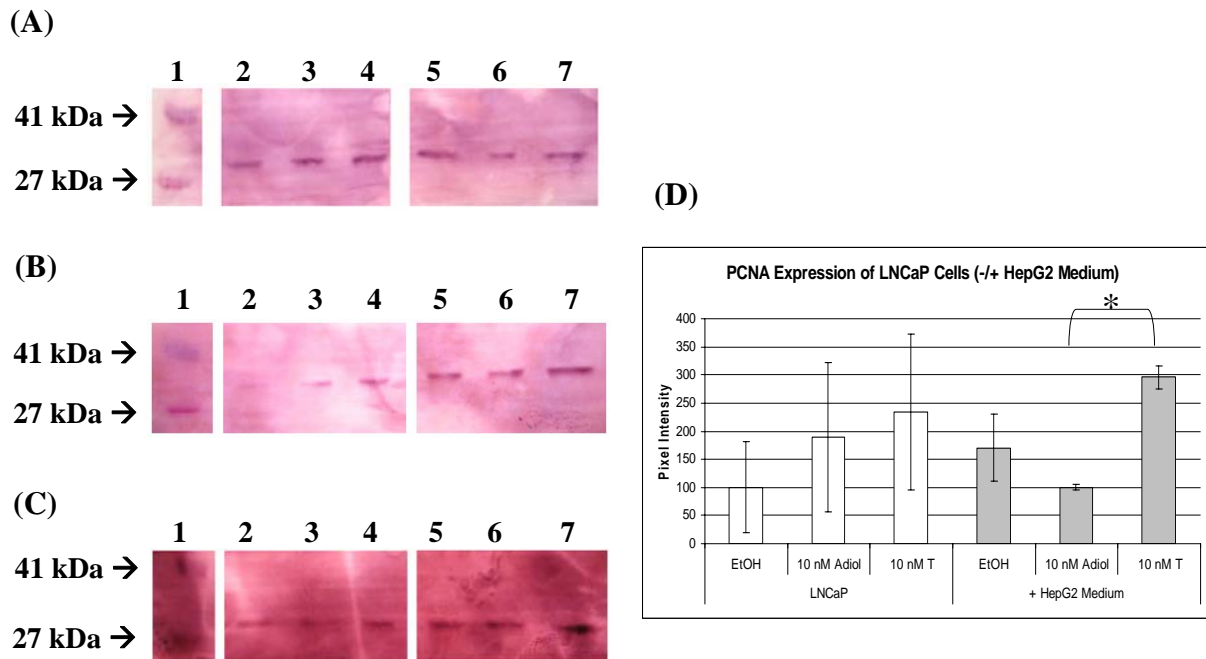 (A)
1 2 3 4 5 6 7
41 kDa →
27 kDa →
(B)
1 2 3 4 5 6 7
41 kDa →
27 kDa →
(C)
1 2 3 4 5 6 7
41 kDa →
27 kDa →
(D)
PCNA Expression of LNCaP Cells (-/+ HepG2 Medium)
*
Pixel Intensity
400
350
300
250
200
150
100
50
0
EtOH 10 nM Adiol 10 nM T EtOH 10 nM Adiol 10 nM T
LNCaP + HepG2 Medium